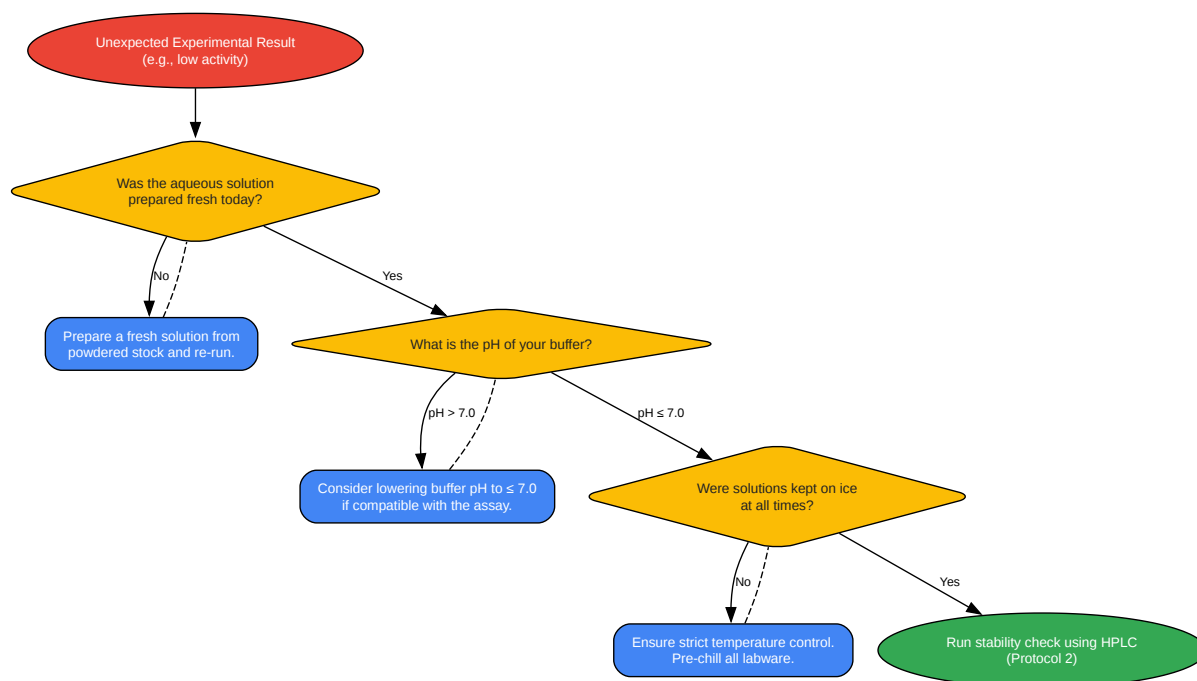 Unexpected Experimental Result
(e.g., low activity)
Was the aqueous solution
prepared fresh today?
No
Yes
Prepare a fresh solution from
powdered stock and re-run.
What is the pH of your buffer?
pH > 7.0
pH ≤ 7.0
Consider lowering buffer pH to ≤ 7.0
if compatible with the assay.
Were solutions kept on ice
at all times?
No
Yes
Ensure strict temperature control.
Pre-chill all labware.
Run stability check using HPLC
(Protocol 2)